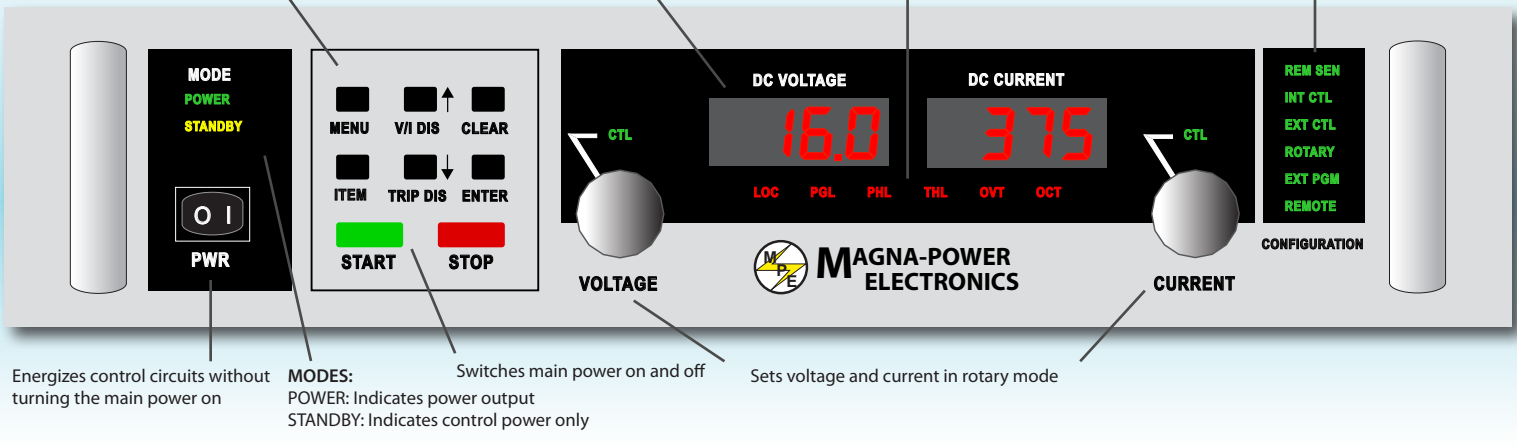 MODE
POWER
STANDBY
O I
PWR
MENU V/I DIS CLEAR
ITEM TRIP DIS ENTER
START STOP
DC VOLTAGE DC CURRENT
CTL
16.0 375
CTL
LOC PGL PHL THL OVT OCT
VOLTAGE
MPE
MAGNA-POWER
ELECTRONICS
CURRENT
REM SEN
INT CTL
EXT CTL
ROTARY
EXT PGM
REMOTE
CONFIGURATION
Energizes control circuits without
turning the main power on
MODES:
POWER: Indicates power output
STANDBY: Indicates control power only
Switches main power on and off
Sets voltage and current in rotary mode